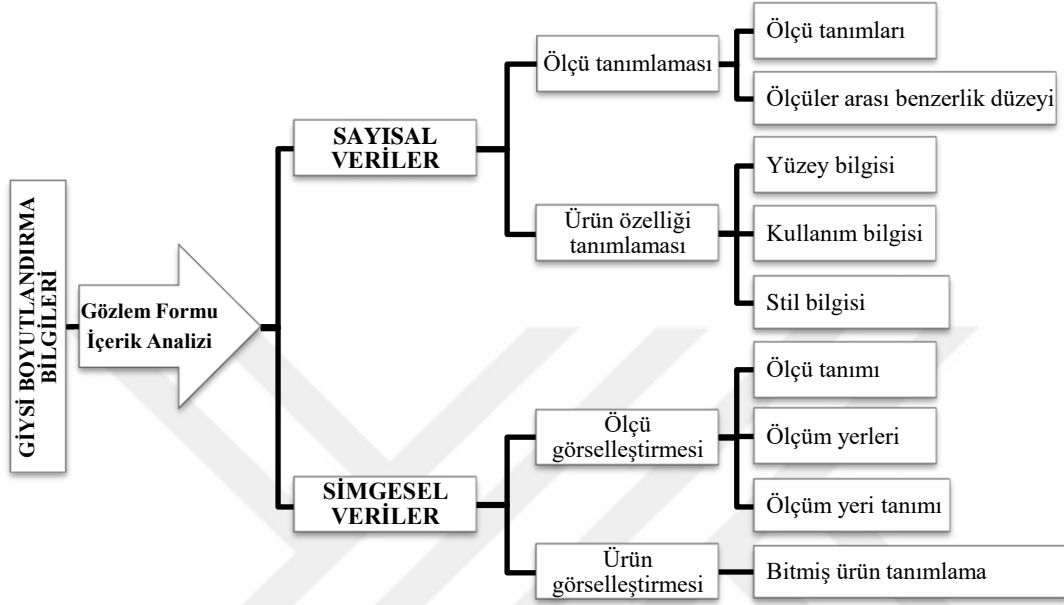 GİYSİ BOYUTLANDIRMA
BİLGİLERİ
Gözlem Formu
İçerik Analizi
SAYISAL
VERİLER
Ölçü tanımlaması
Ölçü tanımları
Ölçüler arası benzerlik düzeyi
Ürün özelliği
tanımlaması
Yüzey bilgisi
Kullanım bilgisi
Stil bilgisi
SİMGESEL
VERİLER
Ölçü
görselleştirmesi
Ölçü tanımı
Ölçüm yerleri
Ölçüm yeri tanımı
Ürün
görselleştirmesi
Bitmiş ürün tanımlama